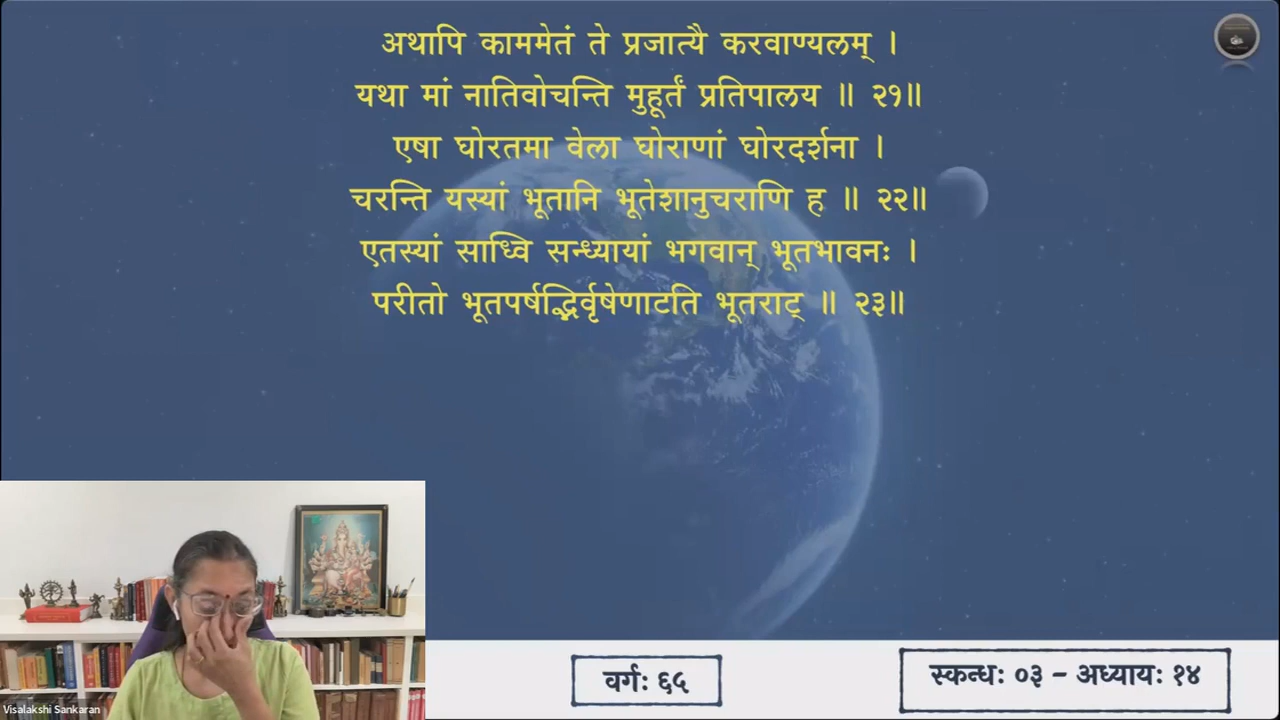 अथापि काममेतं ते प्रजात्यै करवाण्यलम् ।
यथा मां नातिवोचन्ति मुहूर्तं प्रतिपालय ॥ २१॥
एषा घोरतमा वेला घोराणां घोरदर्शना ।
चरन्ति यस्यां भूतानि भूतेशानुचराणि ह ॥ २२॥
एतस्यां साध्वि सन्ध्यायां भगवान् भूतभावनः ।
परीतो भूतपर्षद्भिर्वृषेणाटति भूतराट् ॥ २३॥
Visalakshi Sankaran
वर्गः ६५
स्कन्धः ०३ – अध्यायः १४